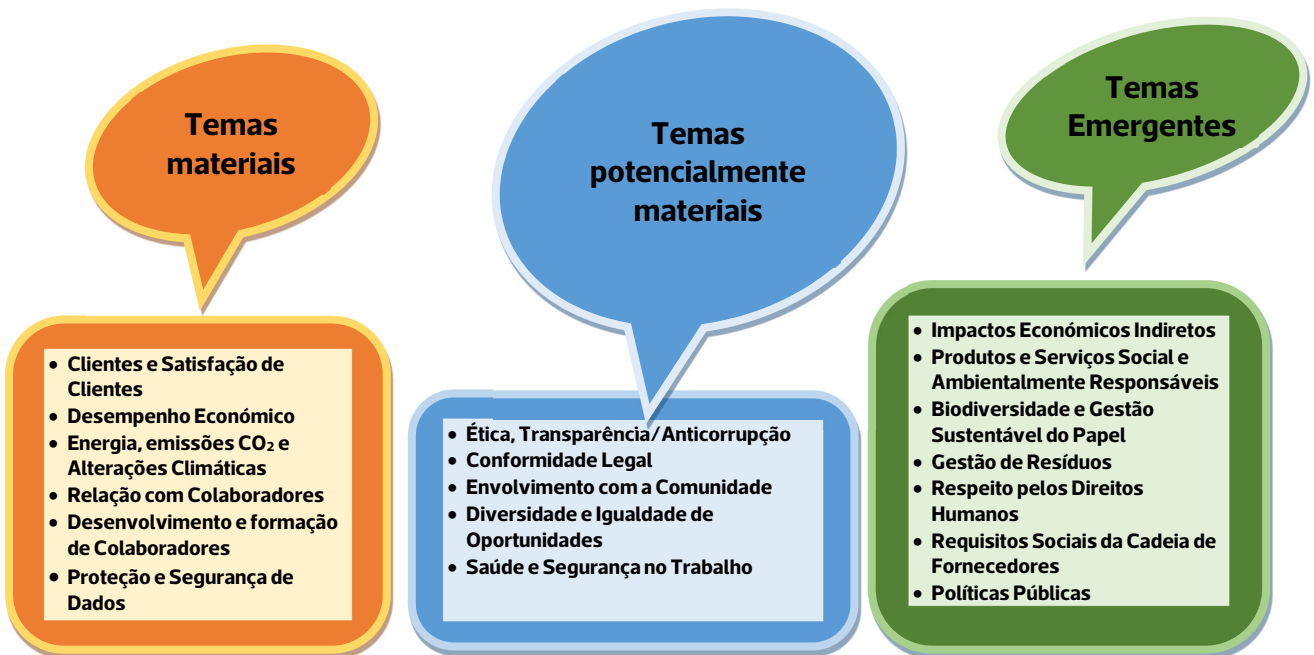 Temas
materiais
• Clientes e Satisfação de
Clientes
• Desempenho Económico
• Energia, emissões CO₂ e
Alterações Climáticas
• Relação com Colaboradores
• Desenvolvimento e formação
de Colaboradores
• Proteção e Segurança de
Dados
Temas
potencialmente
materiais
• Ética, Transparência/Anticorrupção
• Conformidade Legal
• Envolvimento com a Comunidade
• Diversidade e Igualdade de
Oportunidades
• Saúde e Segurança no Trabalho
Temas
Emergentes
• Impactos Económicos Indiretos
• Produtos e Serviços Social e
Ambientalmente Responsáveis
• Biodiversidade e Gestão
Sustentável do Papel
• Gestão de Resíduos
• Respeito pelos Direitos
Humanos
• Requisitos Sociais da Cadeia de
Fornecedores
• Políticas Públicas